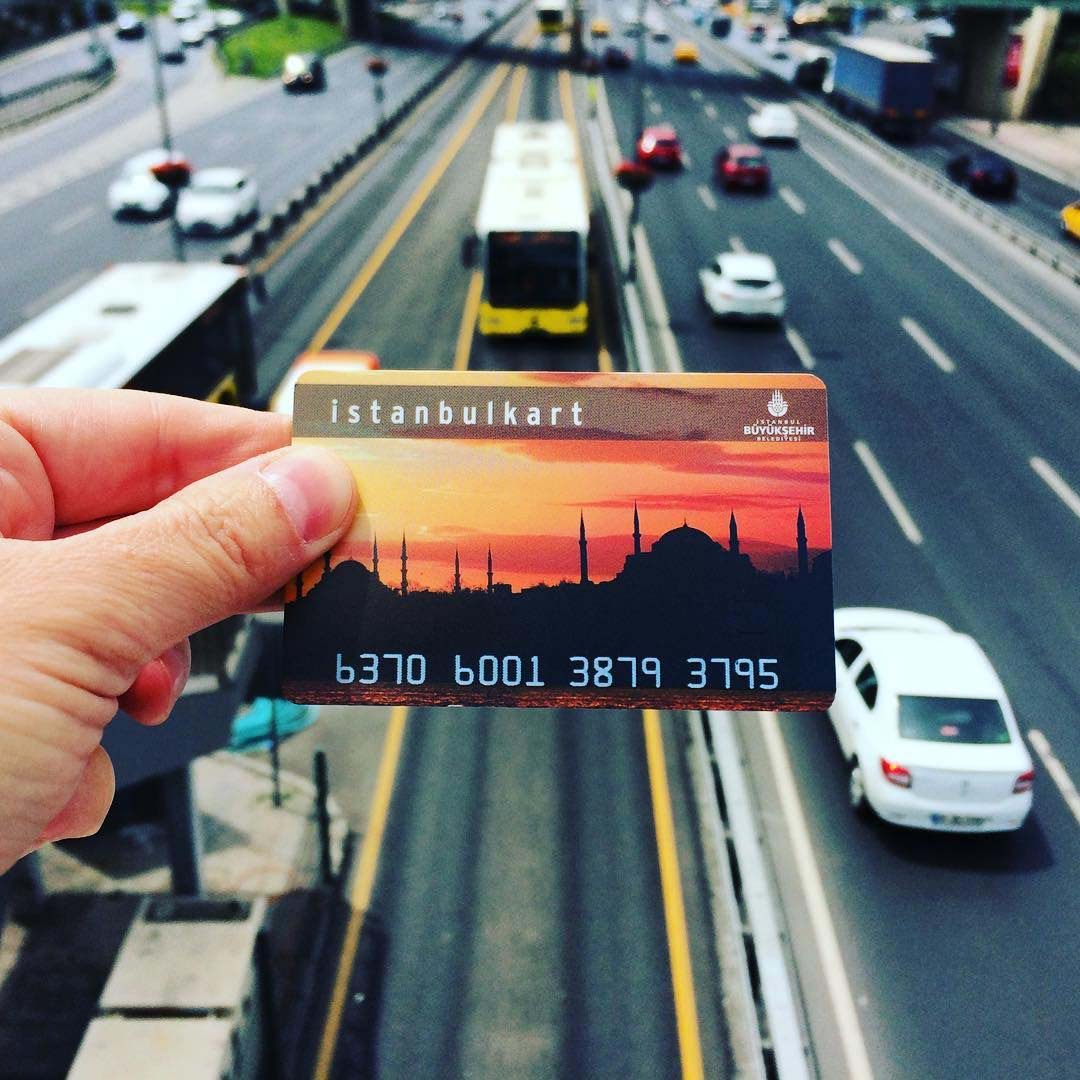 istanbulkart
İSTANBUL
BÜYÜKŞEHİR
BELEDİYESİ
6370 6001 3879 3795